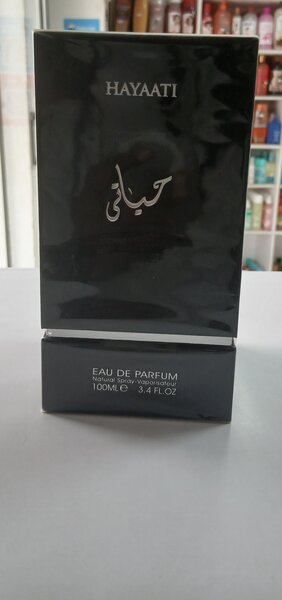 HAYAATI
حياتي
EAU DE PARFUM
Natural Spray-Vaporisateur
100ML℮ 3.4 FL.OZ